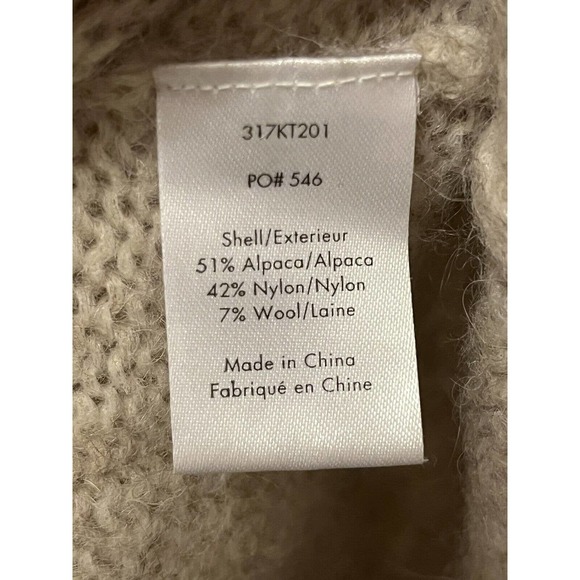 317KT201
PO# 546
Shell/Exterieur
51% Alpaca/Alpaca
42% Nylon/Nylon
7% Wool/Laine
Made in China
Fabriqué en Chine